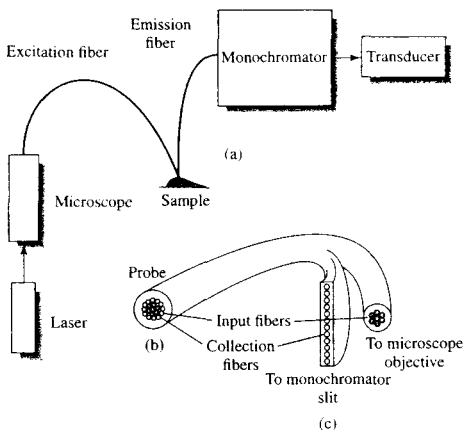 Emission
fiber
Excitation fiber
Monochromator
Transducer
(a)
Microscope
Sample
Laser
Probe
(b)
Input fibers
Collection
fibers
To microscope
objective
To monochromator
slit
(c)